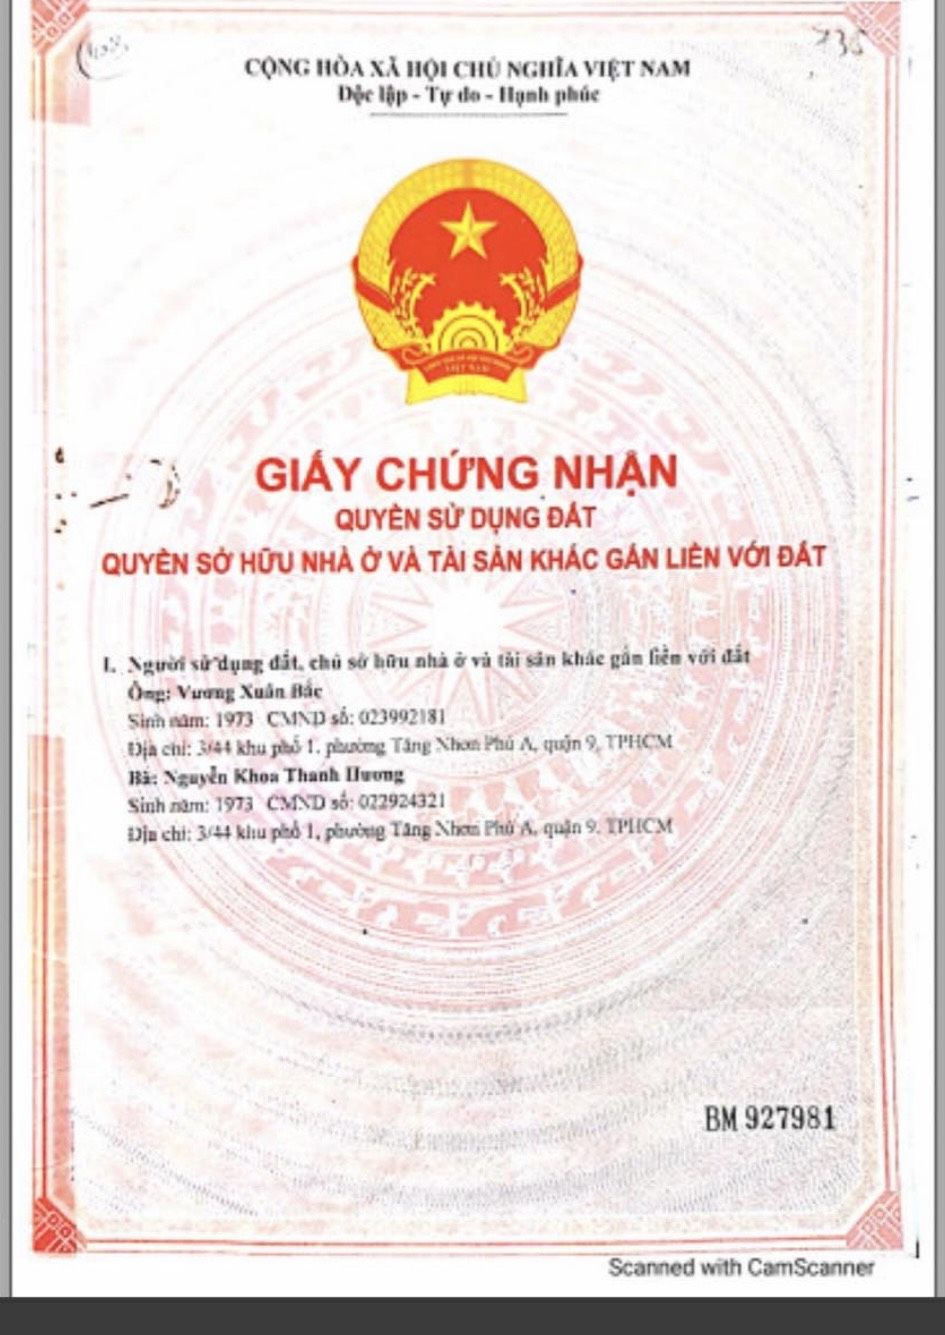 735
CỘNG HÒA XÃ HỘI CHỦ NGHĨA VIỆT NAM
Độc lập - Tự do - Hạnh phúc
VIỆT NAM
GIẤY CHỨNG NHẬN
QUYỀN SỬ DỤNG ĐẤT
QUYỀN SỞ HỮU NHÀ Ở VÀ TÀI SẢN KHÁC GẮN LIỀN VỚI ĐẤT
I. Người sử dụng đất, chủ sở hữu nhà ở và tài sản khác gắn liền với đất
Ông: Vương Xuân Bắc
Sinh năm: 1973 CMND số: 023992181
Địa chỉ: 3/44 khu phố 1, phường Tăng Nhơn Phú A, quận 9, TPHCM
Bà: Nguyễn Khoa Thanh Hương
Sinh năm: 1973 CMND số: 022924321
Địa chỉ: 3/44 khu phố 1, phường Tăng Nhơn Phú A, quận 9. TPHCM
BM 927981
Scanned with CamScanner